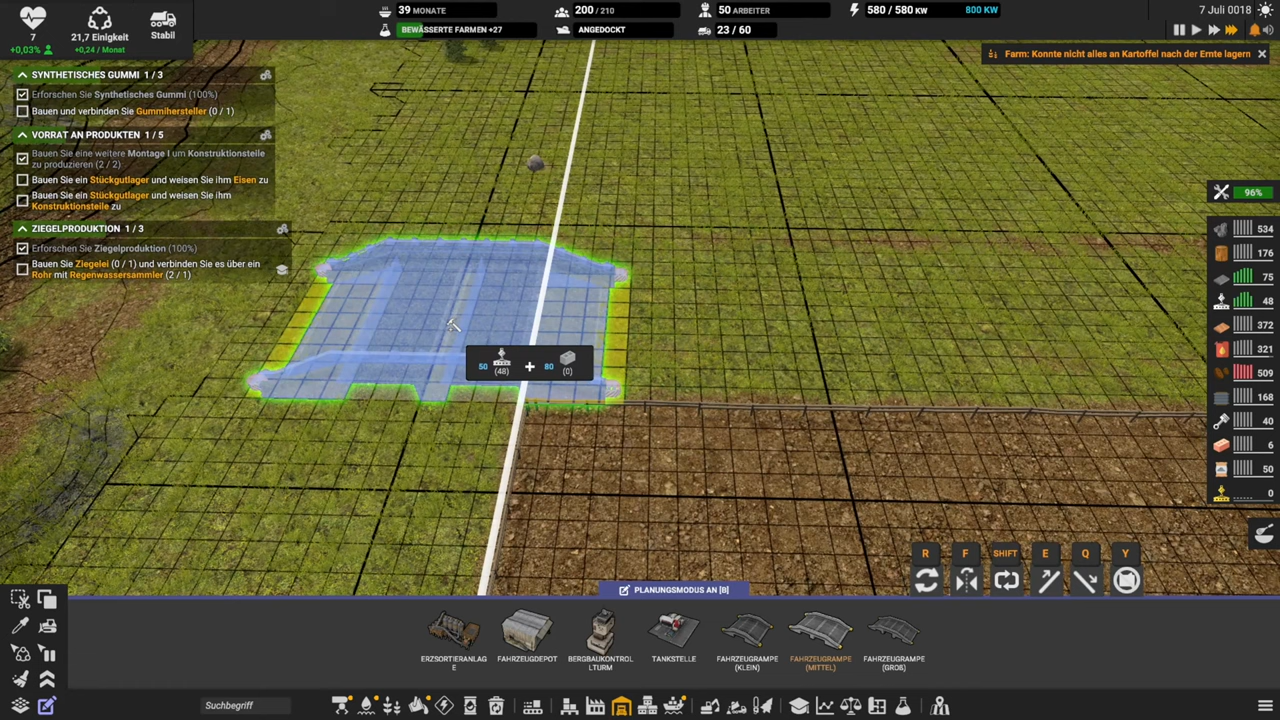 7
+0,03%
21,7 Einigkeit
+0,24 / Monat
Stabil
39 MONATE
BEWÄSSERTE FARMEN +27
200 / 210
ANGEDOCKT
50 ARBEITER
23 / 60
580 / 580 KW
800 KW
7 Juli 0018
Farm: Konnte nicht alles an Kartoffel nach der Ernte lagern
SYNTHETISCHES GUMMI 1 / 3
Erforschen Sie Synthetisches Gummi (100%)
Bauen und verbinden Sie Gummihersteller (0 / 1)
VORRAT AN PRODUKTEN 1 / 5
Bauen Sie eine weitere Montage I um Konstruktionsteile
zu produzieren (2 / 2)
Bauen Sie ein Stückgutlager und weisen Sie ihm Eisen zu
Bauen Sie ein Stückgutlager und weisen Sie ihm
Konstruktionsteile zu
ZIEGELPRODUKTION 1 / 3
Erforschen Sie Ziegelproduktion (100%)
Bauen Sie Ziegelei (0 / 1) und verbinden Sie es über ein
Rohr mit Regenwassersammler (2 / 1)
96%
534
176
75
48
372
321
509
168
40
6
50
0
50
(48)
+
80
(0)
R
F
SHIFT
E
Q
Y
PLANUNGSMODUS AN [B]
ERZSORTIERANLAG
E
FAHRZEUGDEPOT
BERGBAUKONTROL
LTURM
TANKSTELLE
FAHRZEUGRAMPE
(KLEIN)
FAHRZEUGRAMPE
(MITTEL)
FAHRZEUGRAMPE
(GROß)
Suchbegriff